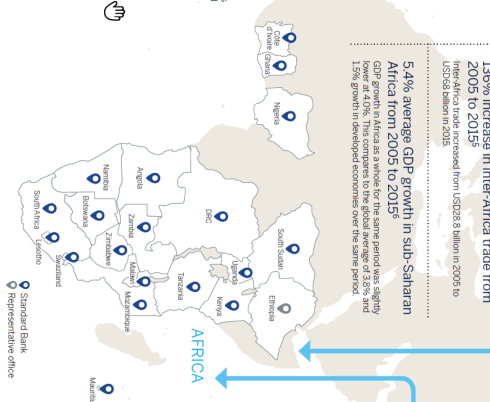 136% increase in inter-Africa trade from
2005 to 2015⁵
Inter-Africa trade increased from USD28.8 billion in 2005 to
USD68 billion in 2015.
5.4% average GDP growth in sub-Saharan
Africa from 2005 to 2015⁶
GDP growth in Africa as a whole for the same period was slightly
lower at 4.0%. This compares to the global average of 3.8% and
1.5% growth in developed economies over the same period.
Côte
d'Ivoire
Ghana
Nigeria
South Sudan
Ethiopia
DRC
Uganda
Kenya
Tanzania
Angola
Zambia
Malawi
Mozambique
Namibia
Botswana
Zimbabwe
South Africa
Lesotho
Swaziland
AFRICA
Standard Bank
Representative office